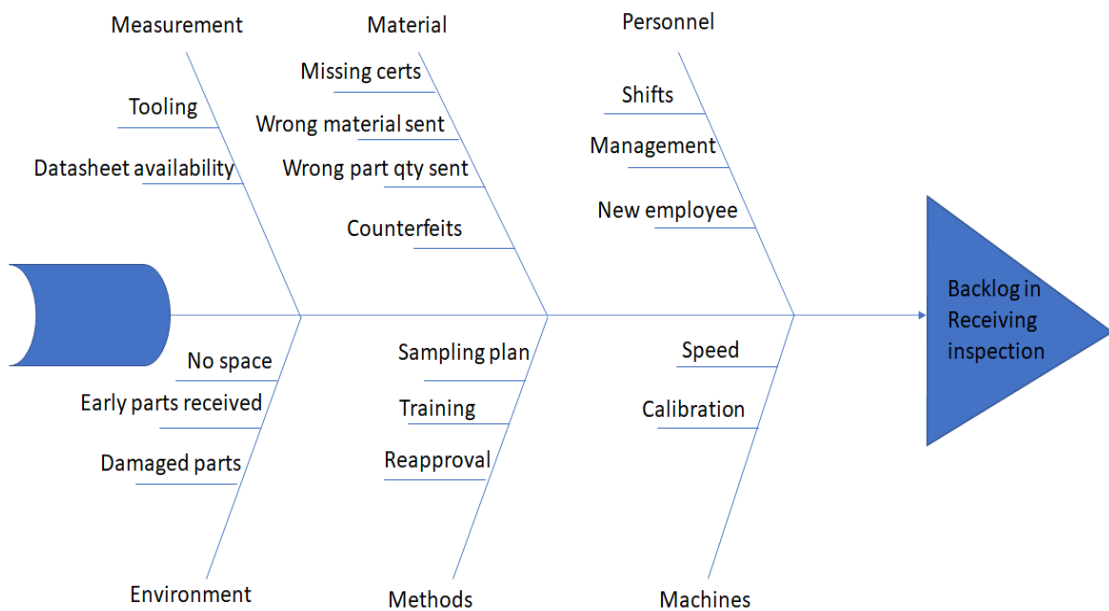 Measurement
Material
Personnel
Missing certs
Tooling
Shifts
Wrong material sent
Management
Datasheet availability
Wrong part qty sent
New employee
Counterfeits
Backlog in
Receiving
inspection
No space
Sampling plan
Speed
Early parts received
Training
Calibration
Damaged parts
Reapproval
Environment
Methods
Machines